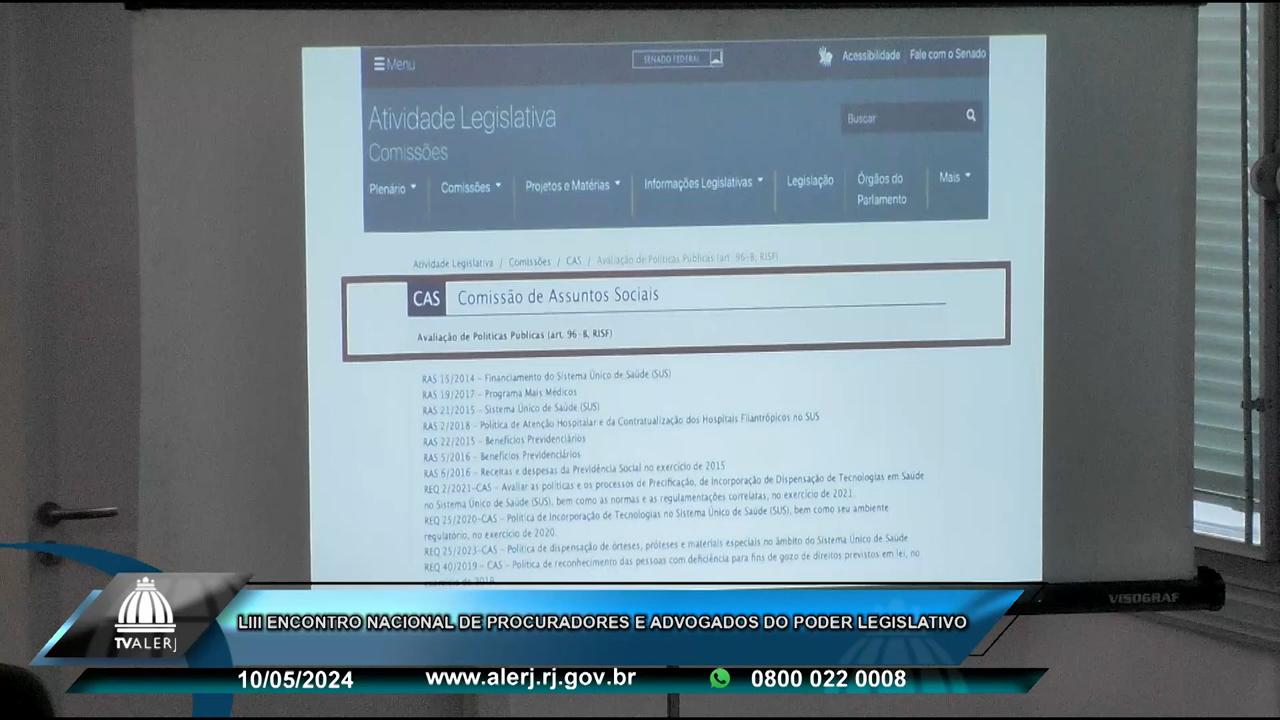 Menu
SENADO FEDERAL
Acessibilidade
Fale com o Senado
Atividade Legislativa
Comissões
Buscar
Plenário
Comissões
Projetos e Matérias
Informações Legislativas
Legislação
Órgãos do
Parlamento
Mais
Atividade Legislativa / Comissões / CAS / Avaliação de Políticas Públicas (art. 96-B, RISF)
CAS Comissão de Assuntos Sociais
Avaliação de Políticas Públicas (art. 96-B, RISF)
RAS 15/2014 - Financiamento do Sistema Único de Saúde (SUS)
RAS 19/2017 - Programa Mais Médicos
RAS 21/2015 - Sistema Único de Saúde (SUS)
RAS 2/2018 - Política de Atenção Hospitalar e da Contratualização dos Hospitais Filantrópicos no SUS
RAS 22/2015 - Benefícios Previdenciários
RAS 5/2016 - Benefícios Previdenciários
RAS 6/2016 - Receitas e despesas da Previdência Social no exercício de 2015
REQ 2/2021-CAS - Avaliar as políticas e os processos de Precificação, de Incorporação de Dispensação de Tecnologias em Saúde
no Sistema Único de Saúde (SUS), bem como as normas e as regulamentações correlatas, no exercício de 2021.
REQ 25/2020-CAS - Política de Incorporação de Tecnologias no Sistema Único de Saúde (SUS), bem como seu ambiente
regulatório, no exercício de 2020.
REQ 25/2023-CAS - Política de dispensação de órteses, próteses e materiais especiais no âmbito do Sistema Único de Saúde
REQ 40/2019 - CAS - Política de reconhecimento das pessoas com deficiência para fins de gozo de direitos previstos em lei, no
exercício de 2019
VISOGRAF
LIII ENCONTRO NACIONAL DE PROCURADORES E ADVOGADOS DO PODER LEGISLATIVO
TVALERJ
10/05/2024
www.alerj.rj.gov.br
0800 022 0008